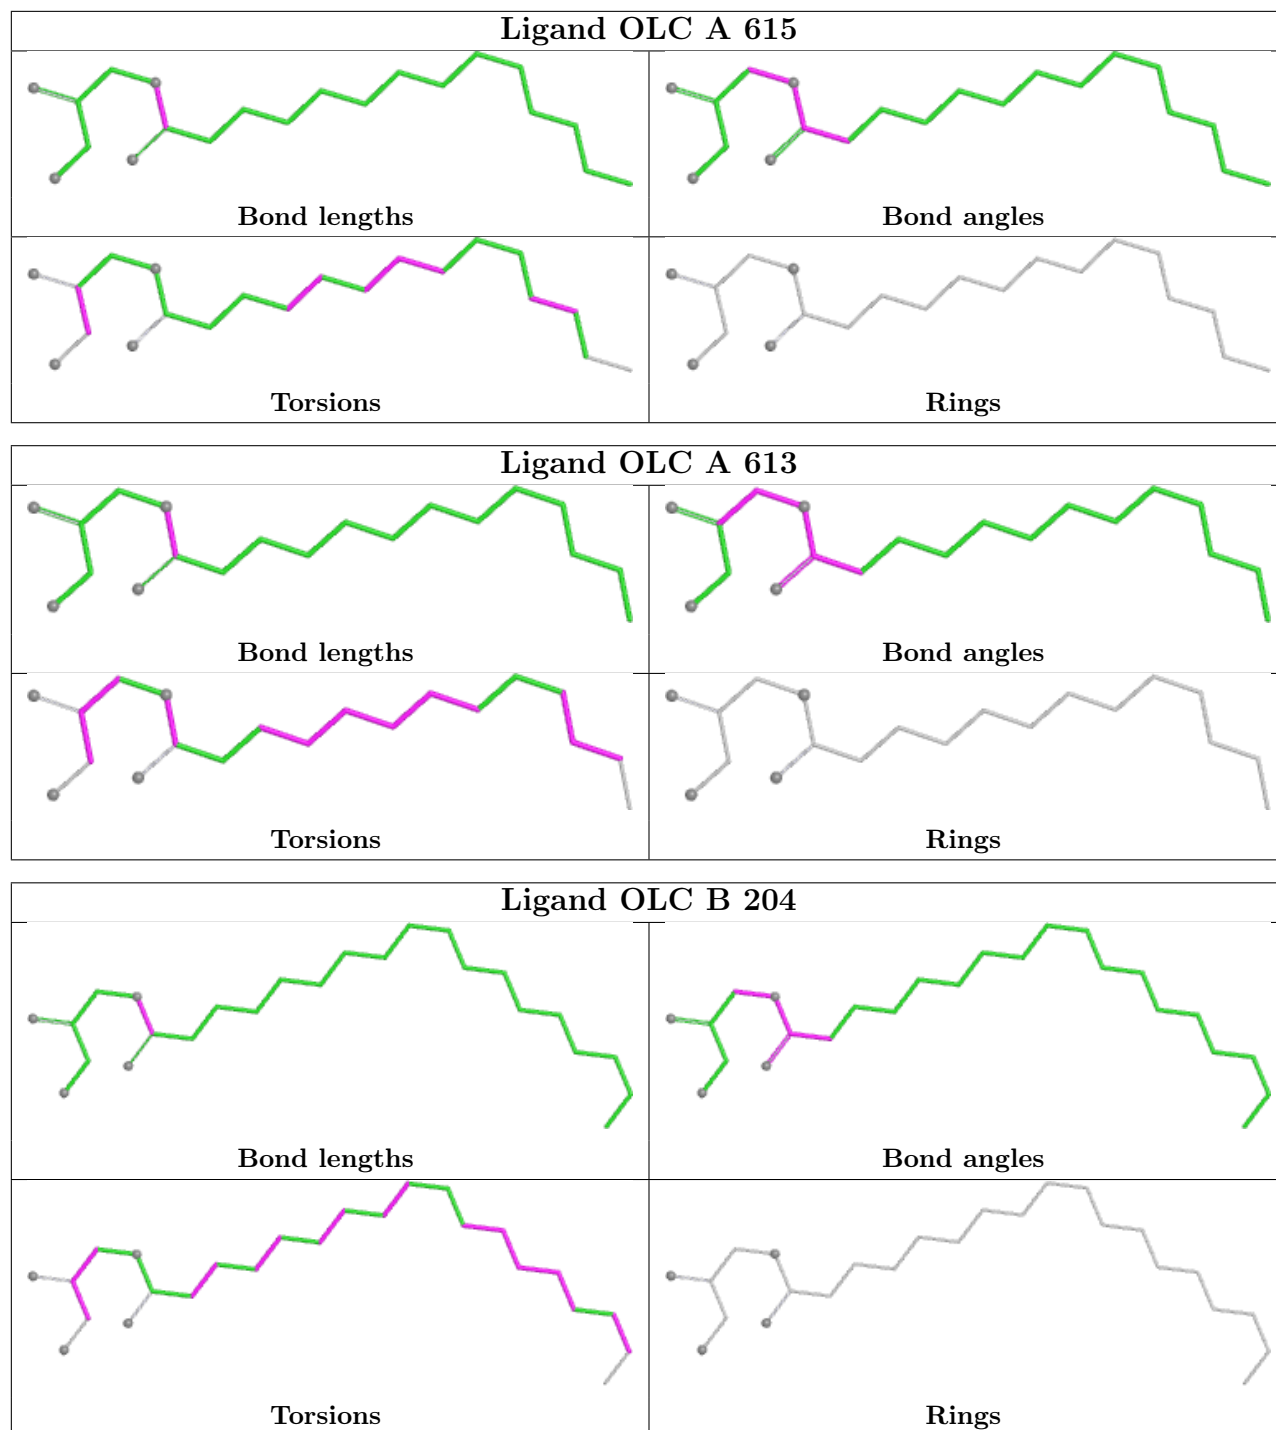 Ligand OLC A 615
Bond lengths
Bond angles
Torsions
Rings
Ligand OLC A 613
Bond lengths
Bond angles
Torsions
Rings
Ligand OLC B 204
Bond lengths
Bond angles
Torsions
Rings